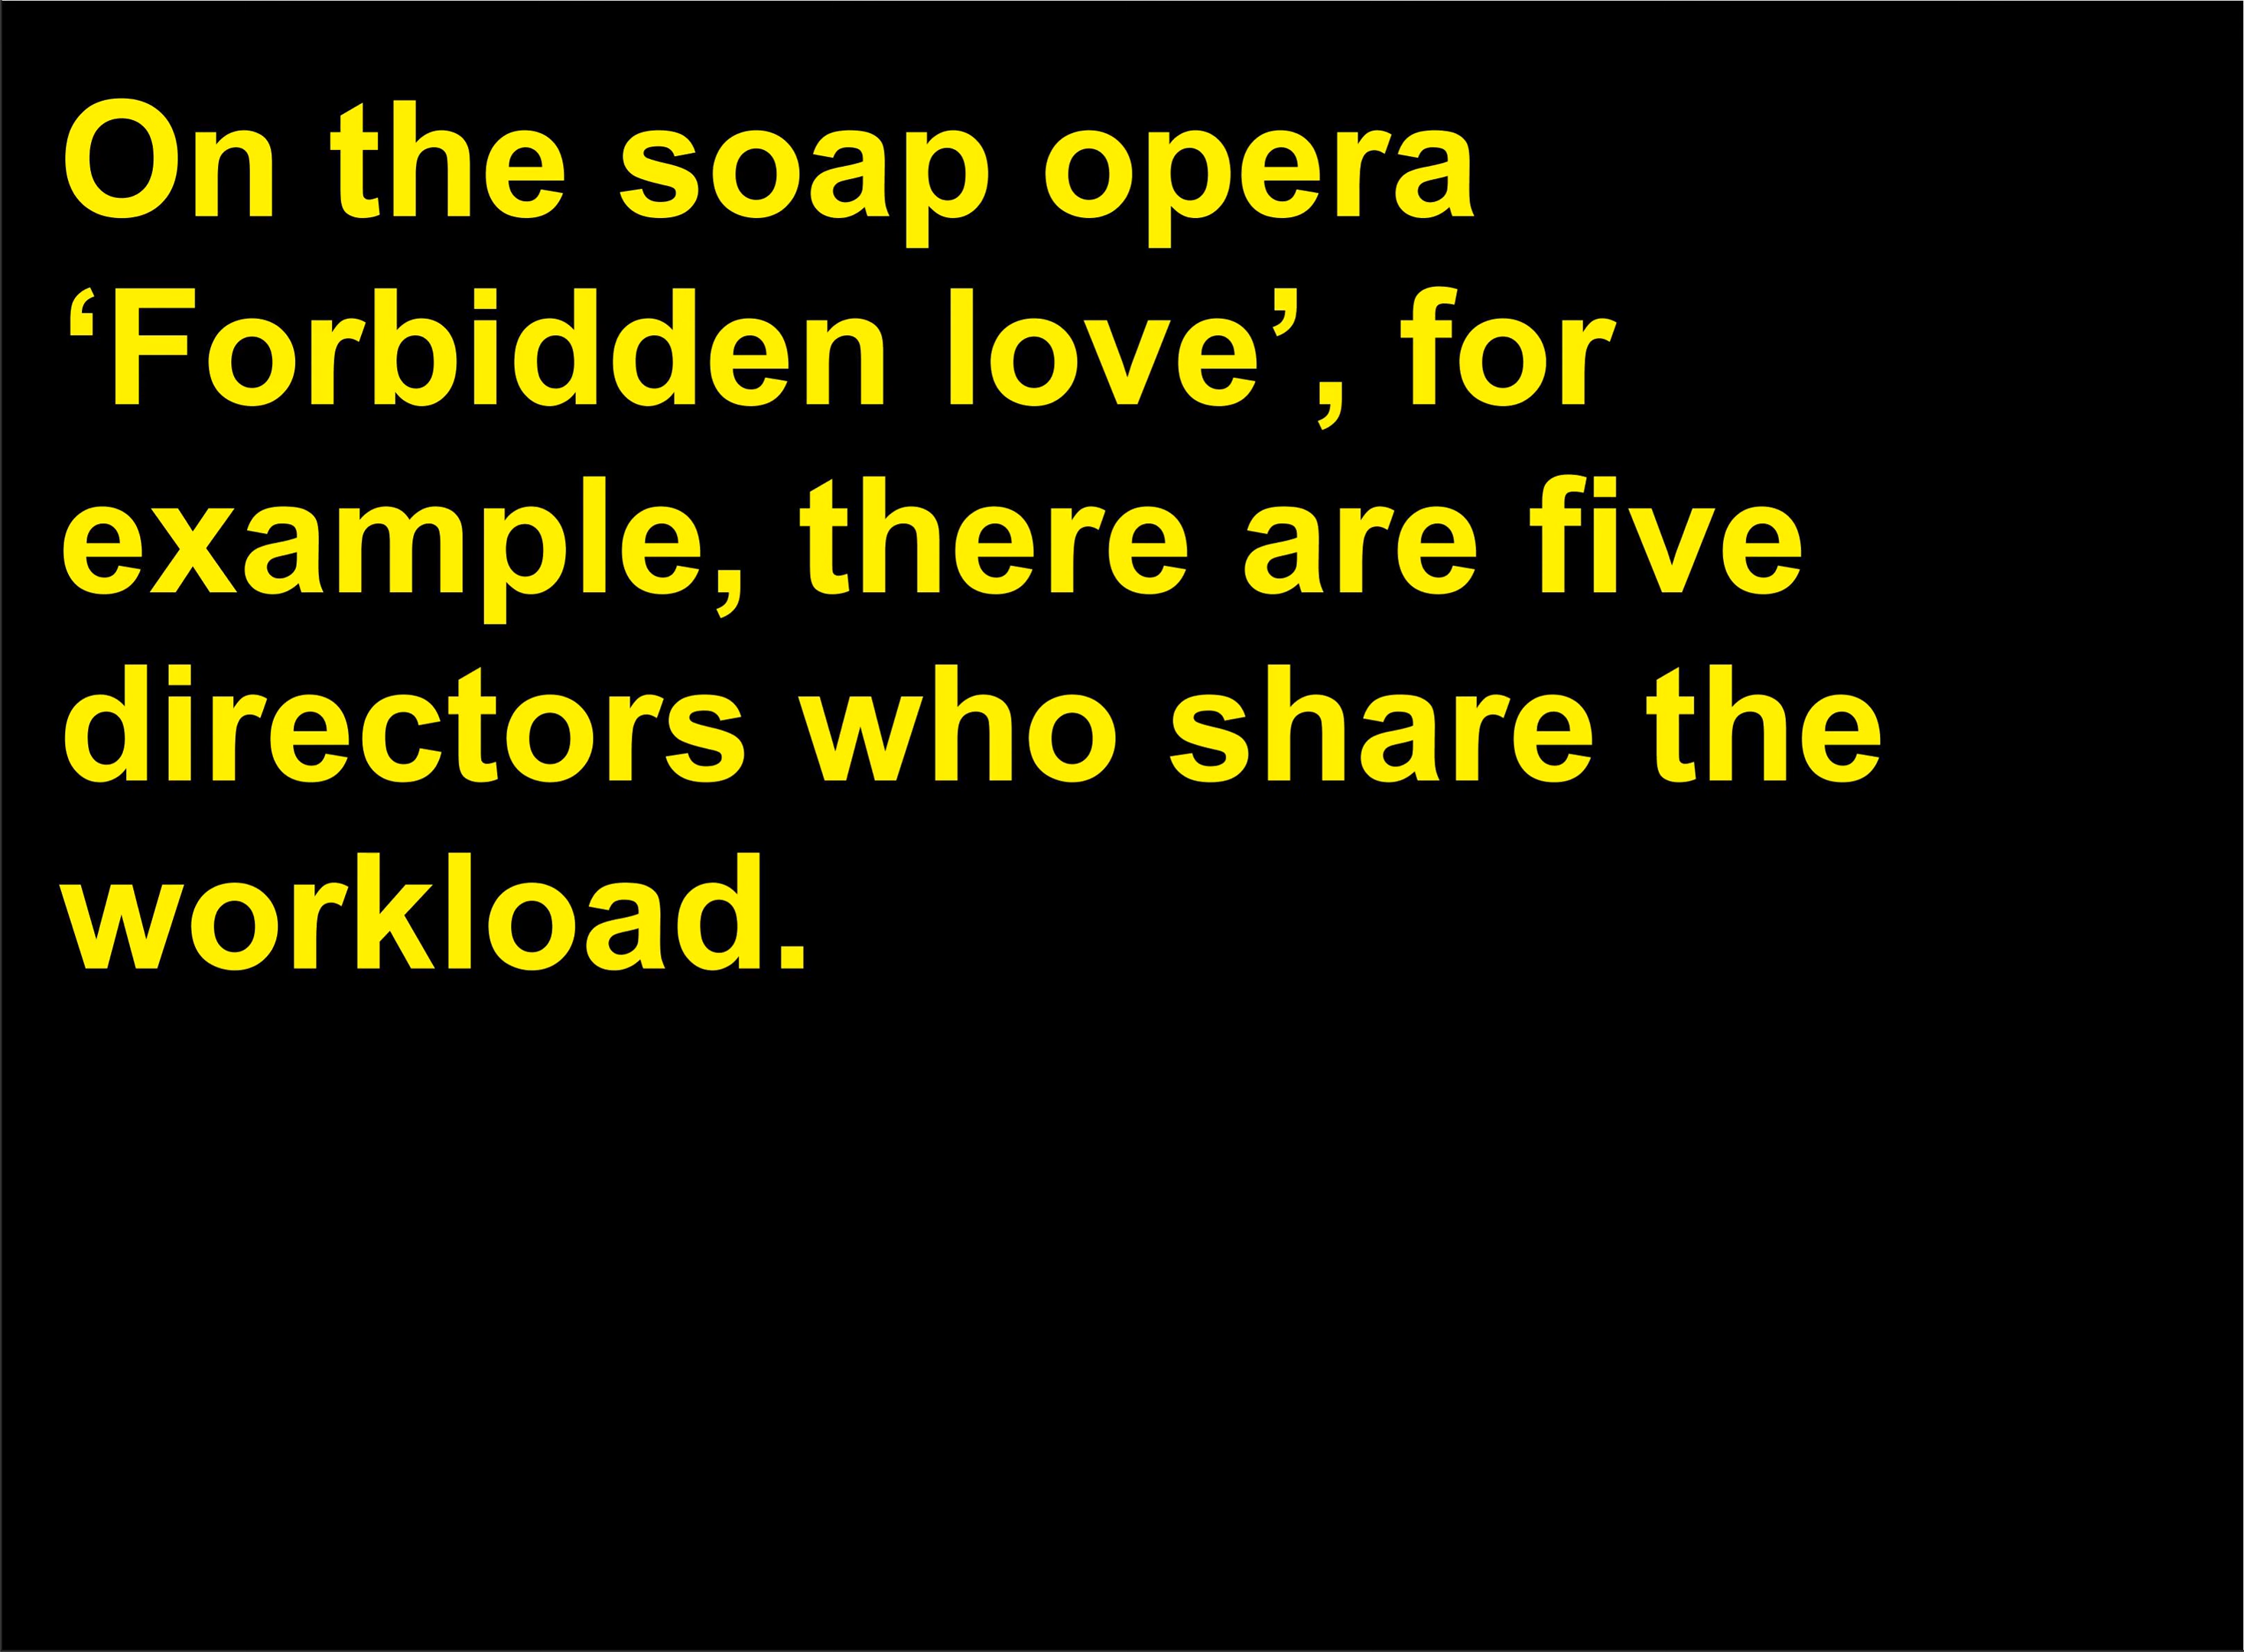 On the soap opera
‘Forbidden love’, for
example, there are five
directors who share the
workload.